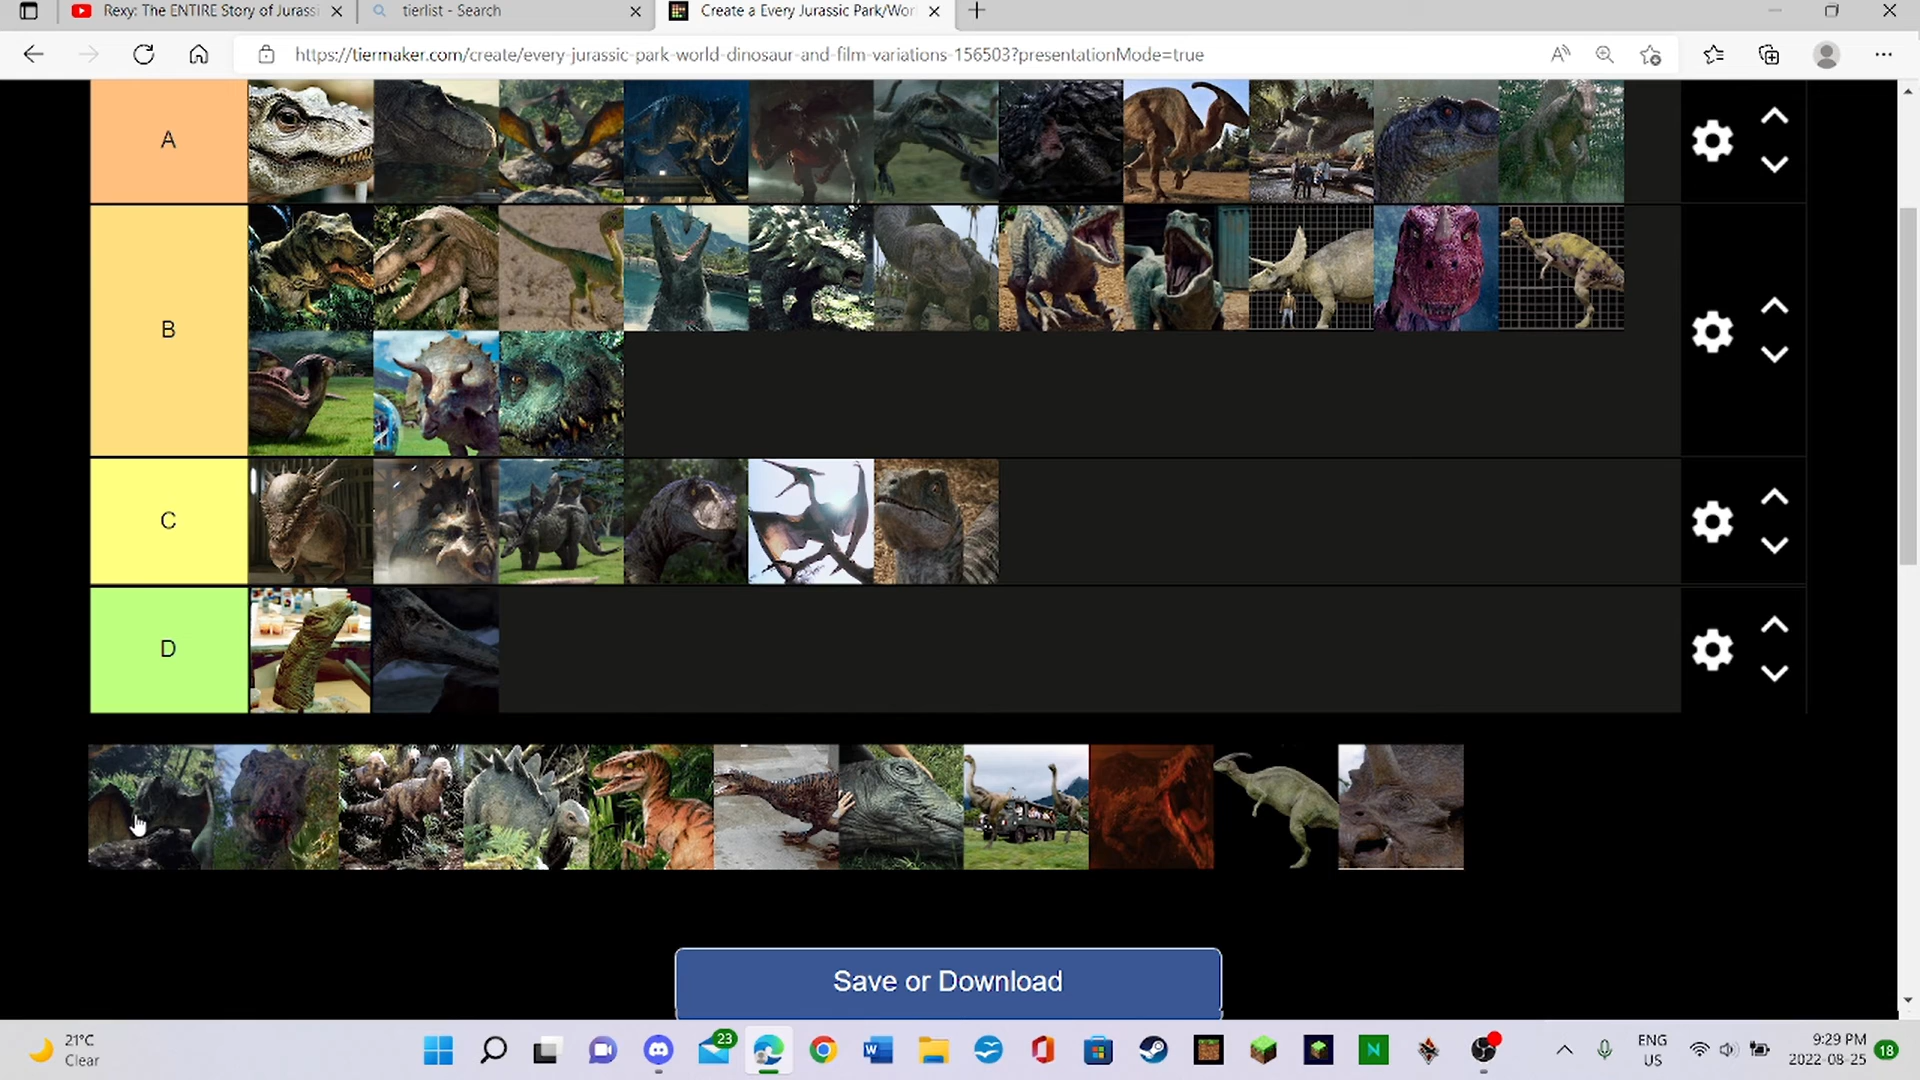 Rexy: The ENTIRE Story of Jurassi
tierlist - Search
Create a Every Jurassic Park/Wor
https://tiermaker.com/create/every-jurassic-park-world-dinosaur-and-film-variations-156503?presentationMode=true
A
B
C
D
Save or Download
21°C
Clear
23
W
N
ENG
US
9:29 PM
2022-08-25
18